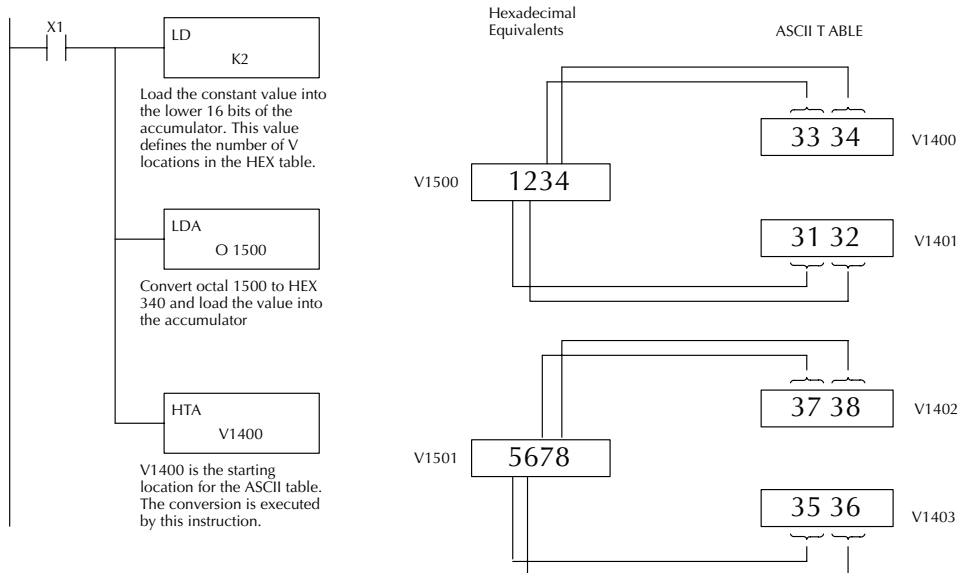 X1
LD
K2
Load the constant value into
the lower 16 bits of the
accumulator. This value
defines the number of V
locations in the HEX table.
LDA
O 1500
Convert octal 1500 to HEX
340 and load the value into
the accumulator
HTA
V1400
V1400 is the starting
location for the ASCII table.
The conversion is executed
by this instruction.
Hexadecimal
Equivalents
ASCII T ABLE
33 34
V1400
V1500
1234
31 32
V1401
37 38
V1402
V1501
5678
35 36
V1403